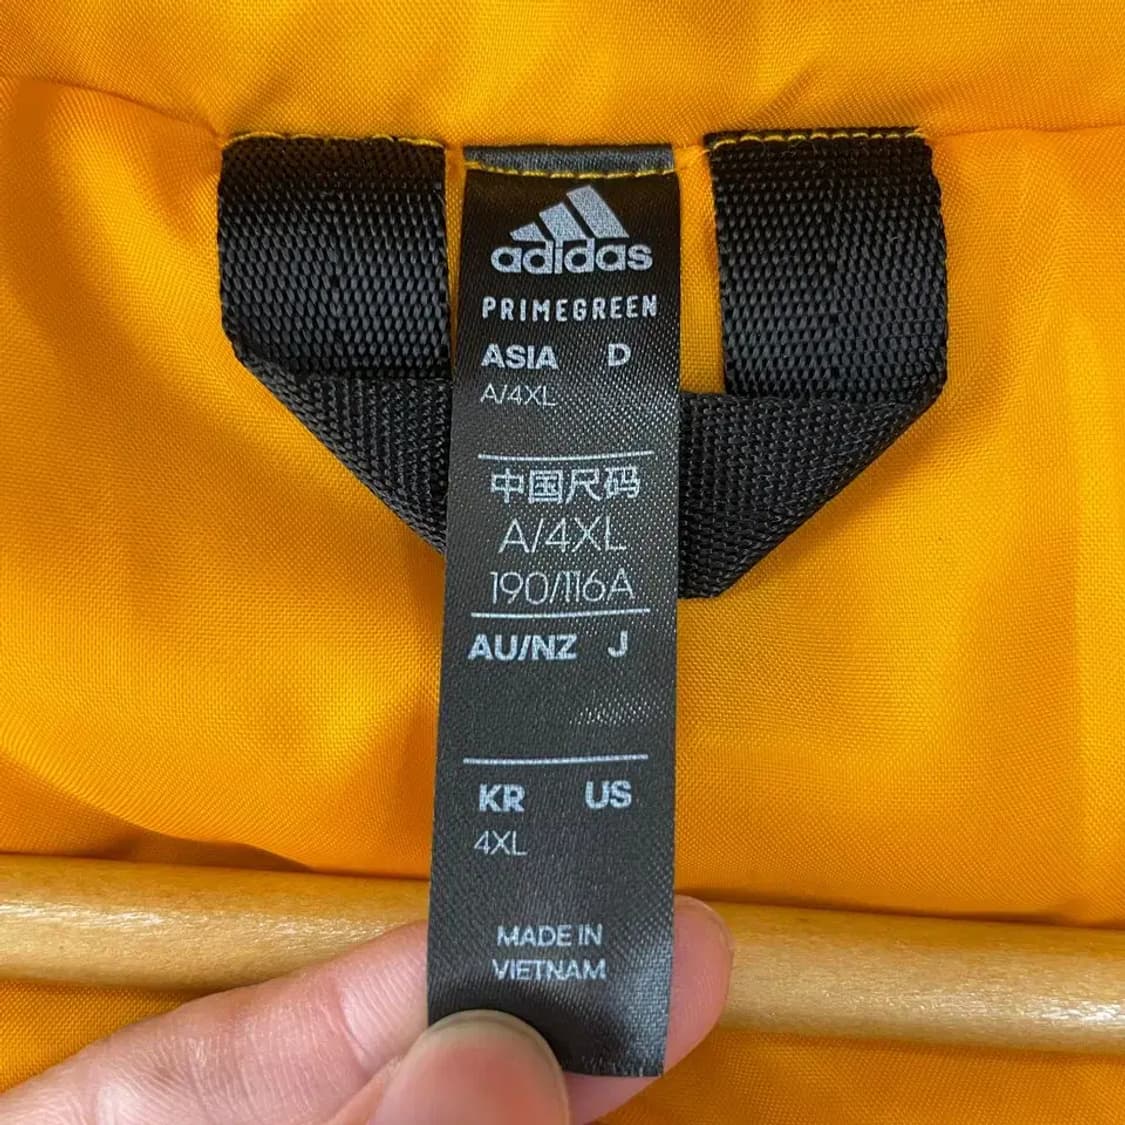 adidas
PRIMEGREEN
ASIA D
A/4XL
中国尺码
A/4XL
190/116A
AU/NZ J
KR US
4XL
MADE IN
VIETNAM